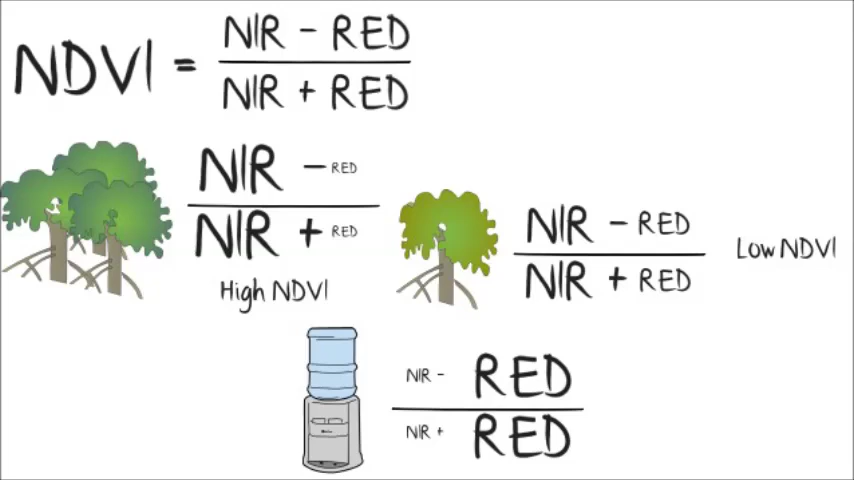 NDVI = NIR - RED
NIR + RED
NIR - RED
NIR + RED
High NDVI
NIR - RED
NIR + RED
Low NDVI
NIR - RED
NIR + RED